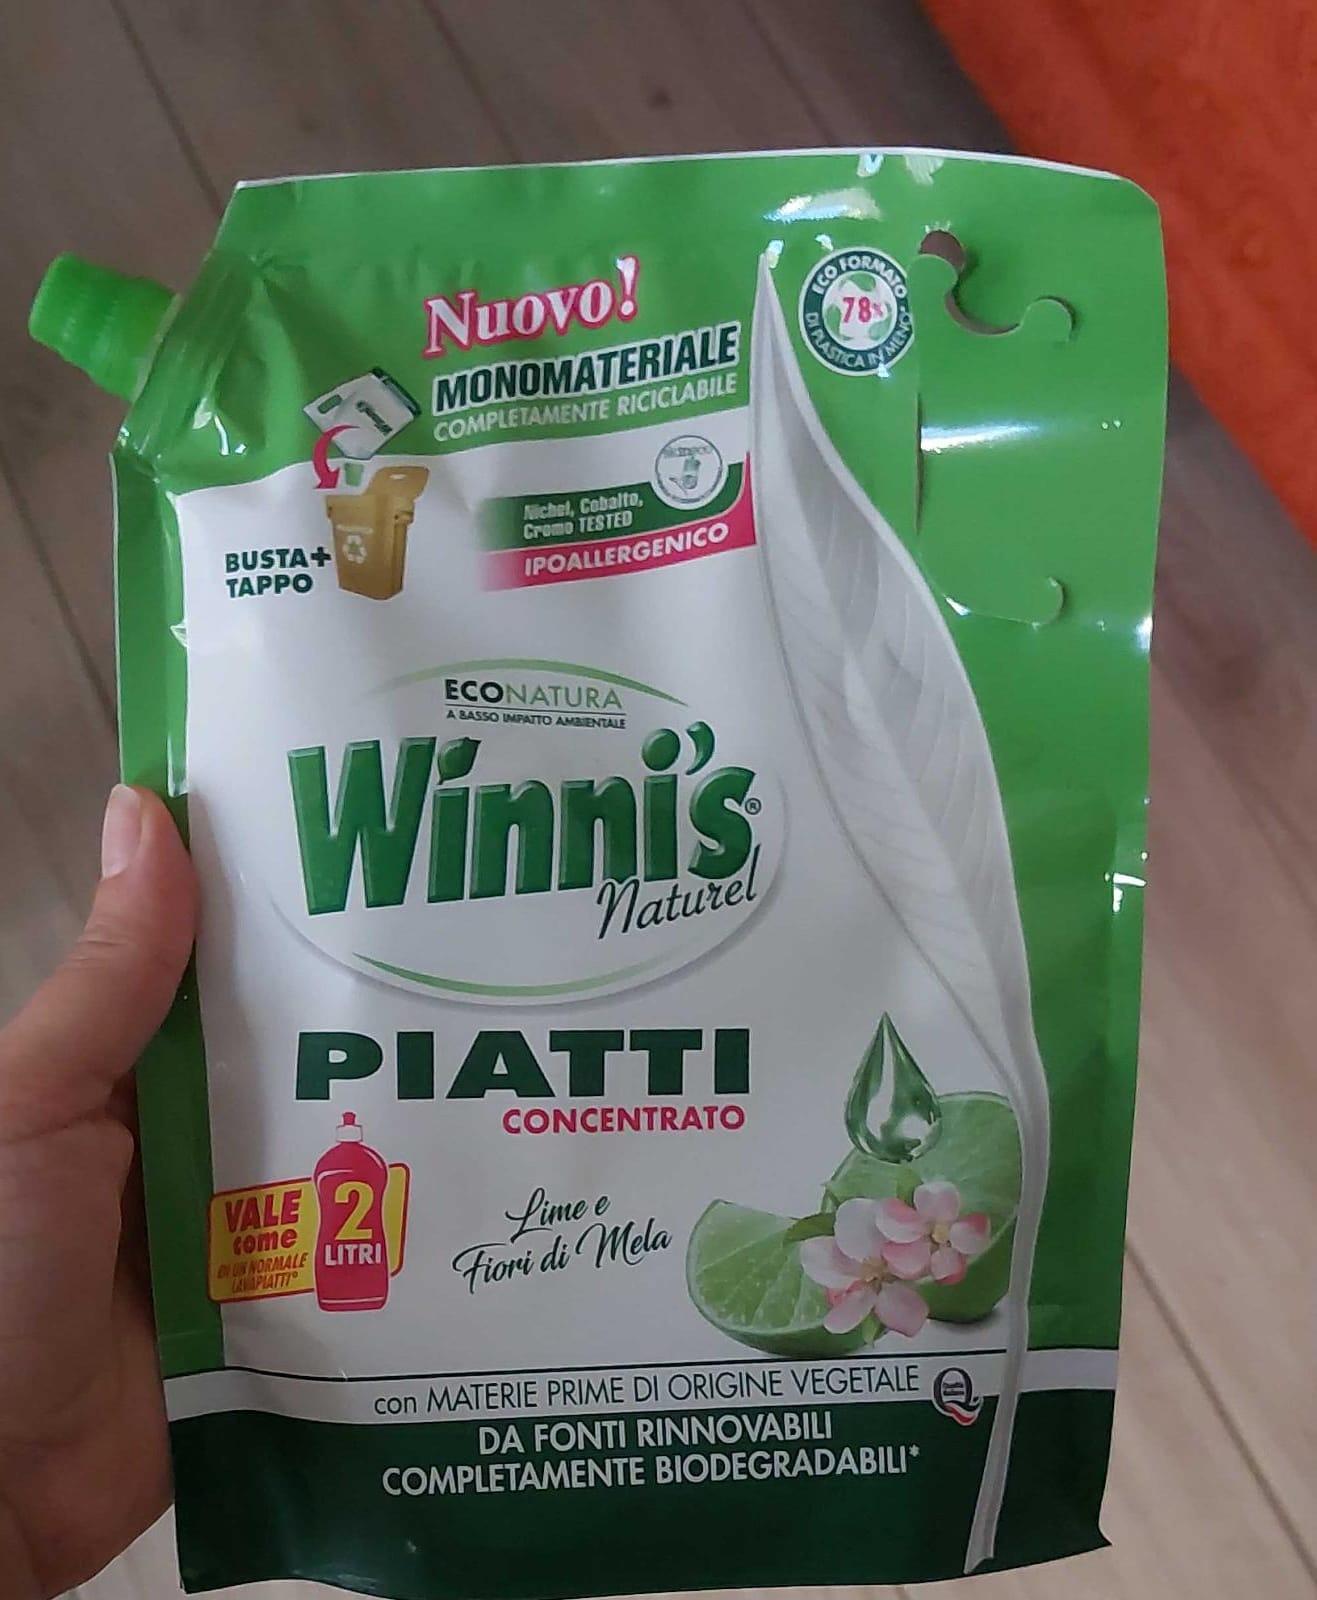 Nuovo!
MONOMATERIALE
COMPLETAMENTE RICICLABILE
ECO FORMATO
78%
DI PLASTICA IN MENO*
Nichel, Cobalto,
Cromo TESTED
IPOALLERGENICO
BUSTA+
TAPPO
ECONATURA
A BASSO IMPATTO AMBIENTALE
Winni's®
Naturel
PIATTI
CONCENTRATO
VALE
come
DI UN NORMALE
LAVAPIATTI°
2
LITRI
Lime e
Fiori di Mela
con MATERIE PRIME DI ORIGINE VEGETALE
DA FONTI RINNOVABILI
COMPLETAMENTE BIODEGRADABILI*